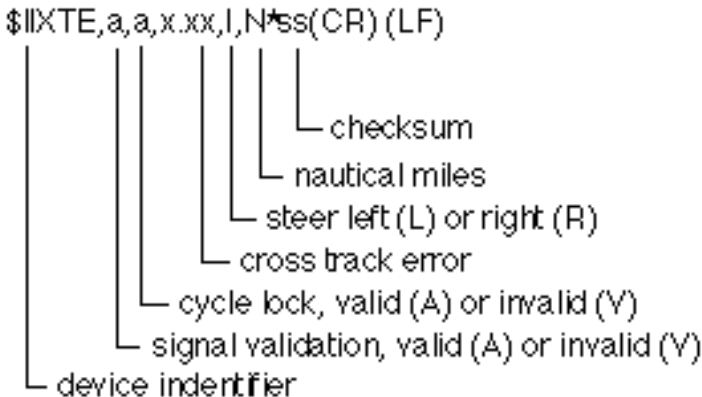 $IIXTE,a,a,x.xx,l,N*ss(CR)(LF)
checksum
nautical miles
steer left (L) or right (R)
cross track error
cycle lock, valid (A) or invalid (V)
signal validation, valid (A) or invalid (V)
device indentifier